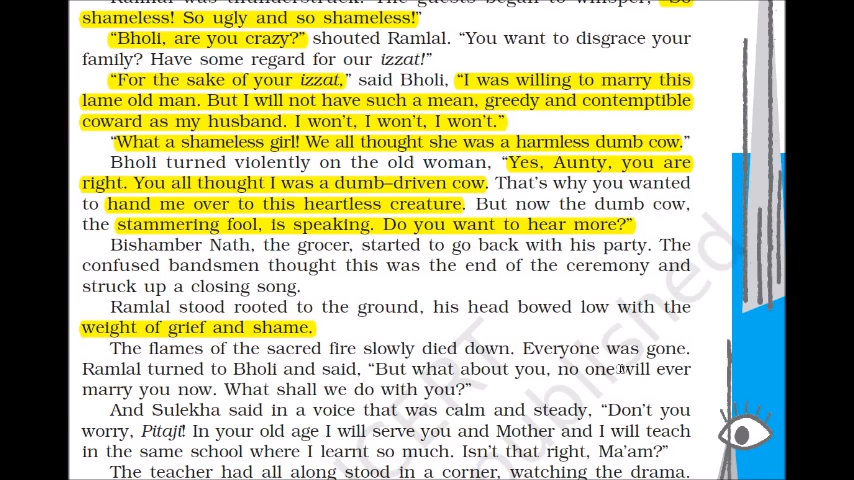 Ramlal was thunderstruck. The guests began to whisper, “So
shameless! So ugly and so shameless!”
“Bholi, are you crazy?” shouted Ramlal. “You want to disgrace your
family? Have some regard for our izzat!”
“For the sake of your izzat,” said Bholi, “I was willing to marry this
lame old man. But I will not have such a mean, greedy and contemptible
coward as my husband. I won’t, I won’t, I won’t.”
“What a shameless girl! We all thought she was a harmless dumb cow.”
Bholi turned violently on the old woman, “Yes, Aunty, you are
right. You all thought I was a dumb–driven cow. That’s why you wanted
to hand me over to this heartless creature. But now the dumb cow,
the stammering fool, is speaking. Do you want to hear more?”
Bishamber Nath, the grocer, started to go back with his party. The
confused bandsmen thought this was the end of the ceremony and
struck up a closing song.
Ramlal stood rooted to the ground, his head bowed low with the
weight of grief and shame.
The flames of the sacred fire slowly died down. Everyone was gone.
Ramlal turned to Bholi and said, “But what about you, no one will ever
marry you now. What shall we do with you?”
And Sulekha said in a voice that was calm and steady, “Don’t you
worry, Pitaji! In your old age I will serve you and Mother and I will teach
in the same school where I learnt so much. Isn’t that right, Ma’am?”
The teacher had all along stood in a corner, watching the drama.